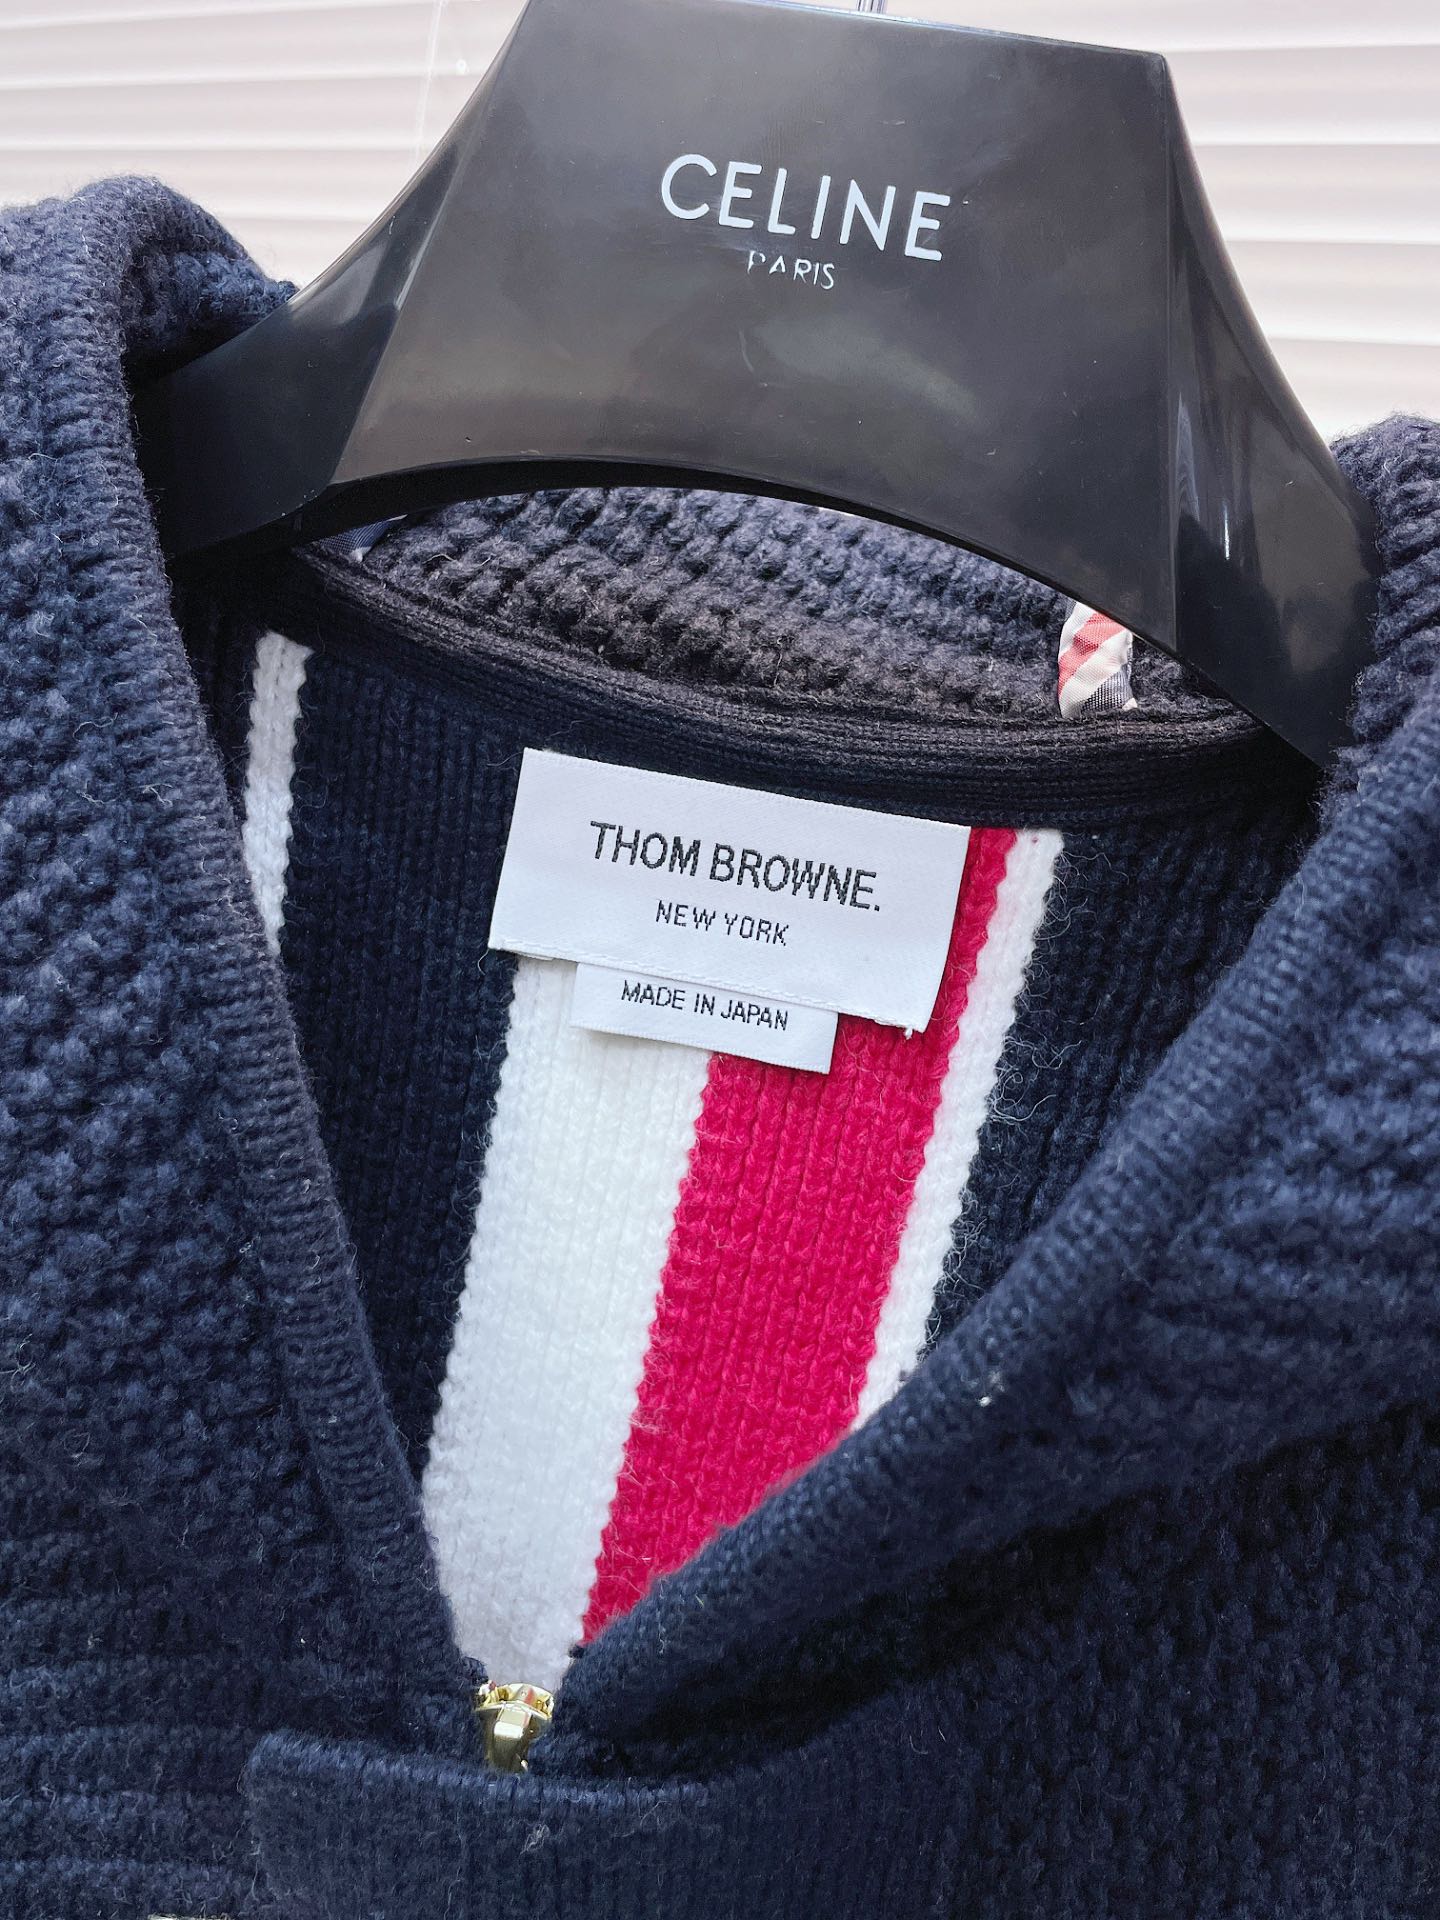 CELINE
PARIS
THOM BROWNE.
NEW YORK
MADE IN JAPAN